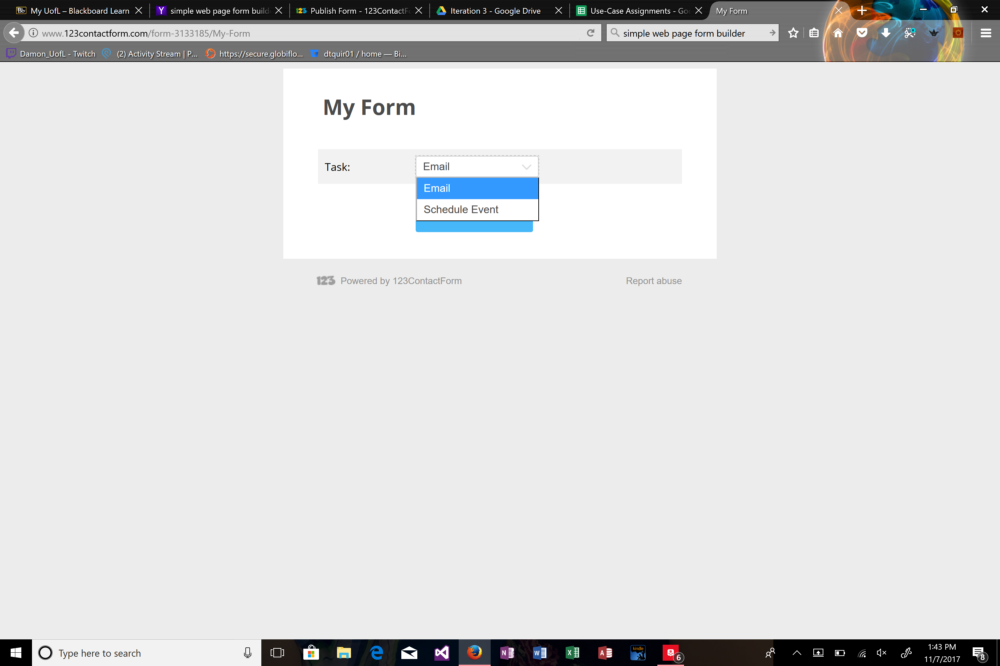 My UofL – Blackboard Learn
simple web page form build
Publish Form - 123ContactF
Iteration 3 - Google Drive
Use-Case Assignments - Go
My Form
www.123contactform.com/form-3133185/My-Form
simple web page form builder
Damon_UofL - Twitch
(2) Activity Stream | P...
https://secure.globiflo...
dtquir01 / home — Bi...
My Form
Task:
Email
Email
Schedule Event
123 Powered by 123ContactForm
Report abuse
Type here to search
kindle
6
1:43 PM
11/7/2017
8